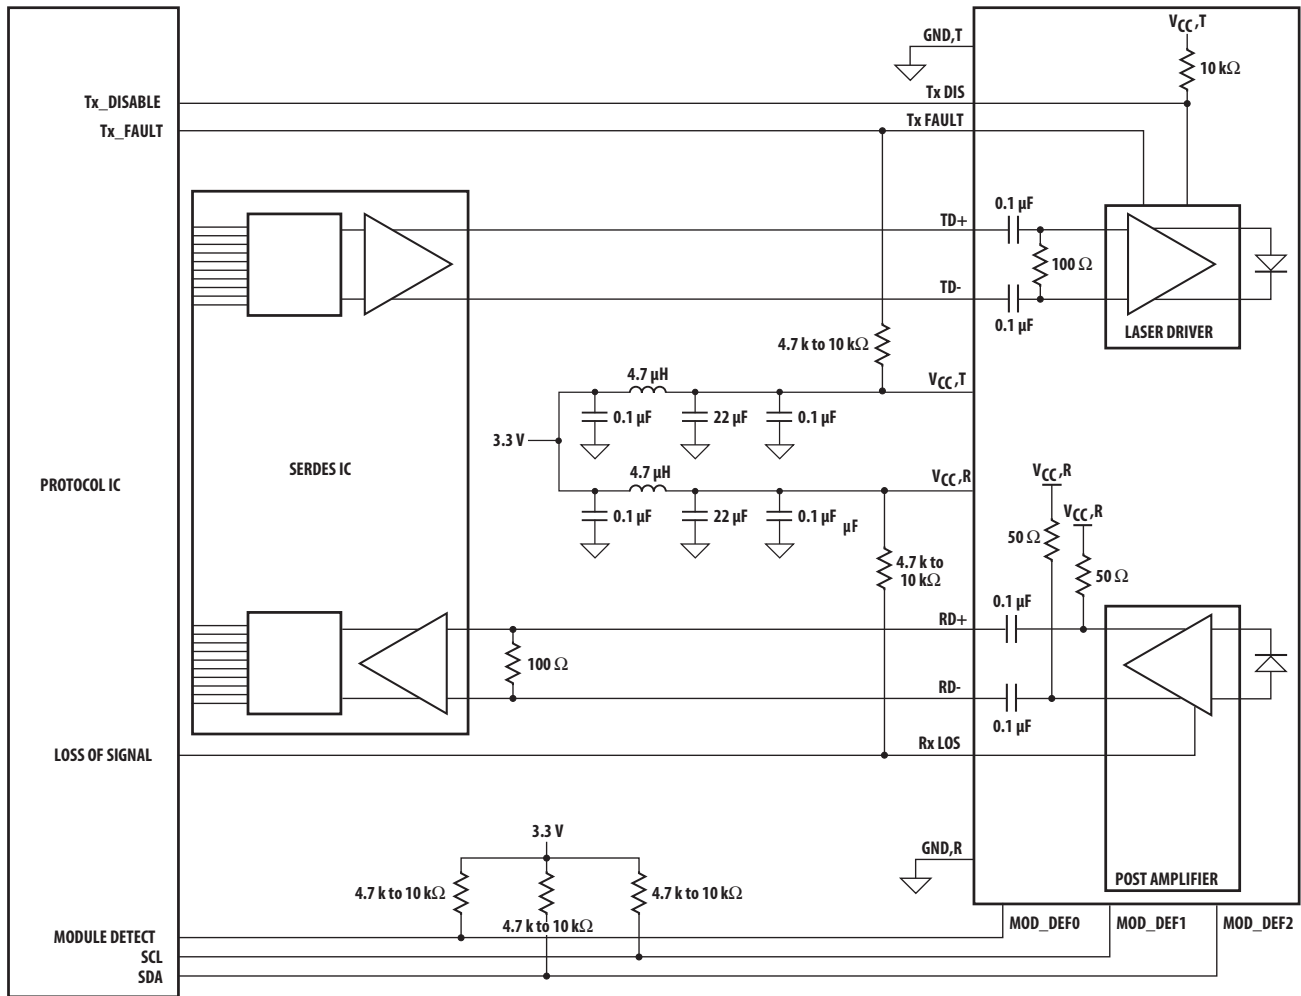 V_CC,T
GND,T
10 kΩ
Tx_DISABLE
Tx DIS
Tx_FAULT
Tx FAULT
0.1 µF
TD+
100 Ω
TD-
0.1 µF
LASER DRIVER
4.7 k to 10 kΩ
4.7 µH
V_CC,T
0.1 µF
22 µF
0.1 µF
3.3 V
SERDES IC
PROTOCOL IC
4.7 µH
V_CC,R
V_CC,R
0.1 µF
22 µF
0.1 µF
µF
V_CC,R
50 Ω
4.7 k to
10 kΩ
50 Ω
0.1 µF
RD+
100 Ω
RD-
0.1 µF
LOSS OF SIGNAL
Rx LOS
3.3 V
GND,R
4.7 k to 10 kΩ
4.7 k to 10 kΩ
POST AMPLIFIER
4.7 k to 10 kΩ
MODULE DETECT
MOD_DEF0
MOD_DEF1
MOD_DEF2
SCL
SDA